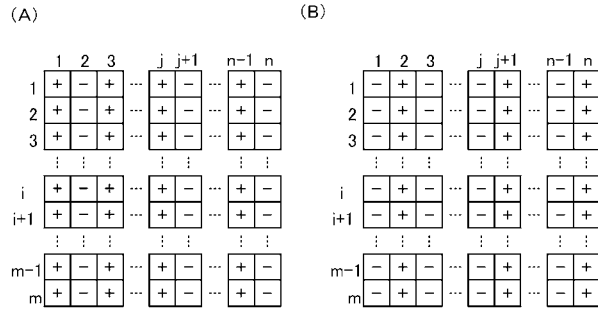 (A) (B)
1 2 3 j j+1 n-1 n 1 2 3 j j+1 n-1 n
1 + - + ... + - ... + - 1 - + - ... - + ... - +
2 + - + ... + - ... + - 2 - + - ... - + ... - +
3 + - + ... + - ... + - 3 - + - ... - + ... - +
i + - + ... + - ... + - i - + - ... - + ... - +
i+1 + - + ... + - ... + - i+1 - + - ... - + ... - +
m-1 + - + ... + - ... + - m-1 - + - ... - + ... - +
m + - + ... + - ... + - m - + - ... - + ... - +